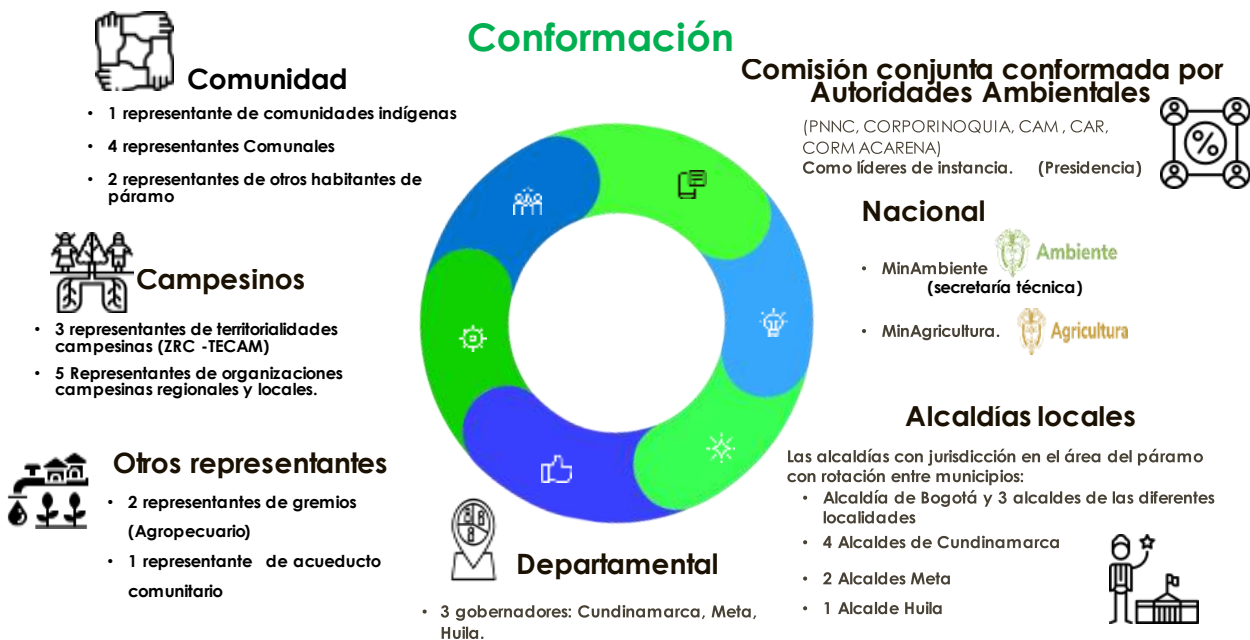 Conformación
Comunidad
• 1 representante de comunidades indígenas
• 4 representantes Comunales
• 2 representantes de otros habitantes de
páramo
Campesinos
• 3 representantes de territorialidades
campesinas (ZRC -TECAM)
• 5 Representantes de organizaciones
campesinas regionales y locales.
Otros representantes
• 2 representantes de gremios
(Agropecuario)
• 1 representante de acueducto
comunitario
Departamental
• 3 gobernadores: Cundinamarca, Meta,
Huila.
Comisión conjunta conformada por
Autoridades Ambientales
(PNNC, CORPORINOQUIA, CAM , CAR,
CORM ACARENA)
Como líderes de instancia. (Presidencia)
Nacional
• MinAmbiente
Ambiente
(secretaría técnica)
• MinAgricultura.
Agricultura
Alcaldías locales
Las alcaldías con jurisdicción en el área del páramo
con rotación entre municipios:
• Alcaldía de Bogotá y 3 alcaldes de las diferentes
localidades
• 4 Alcaldes de Cundinamarca
• 2 Alcaldes Meta
• 1 Alcalde Huila